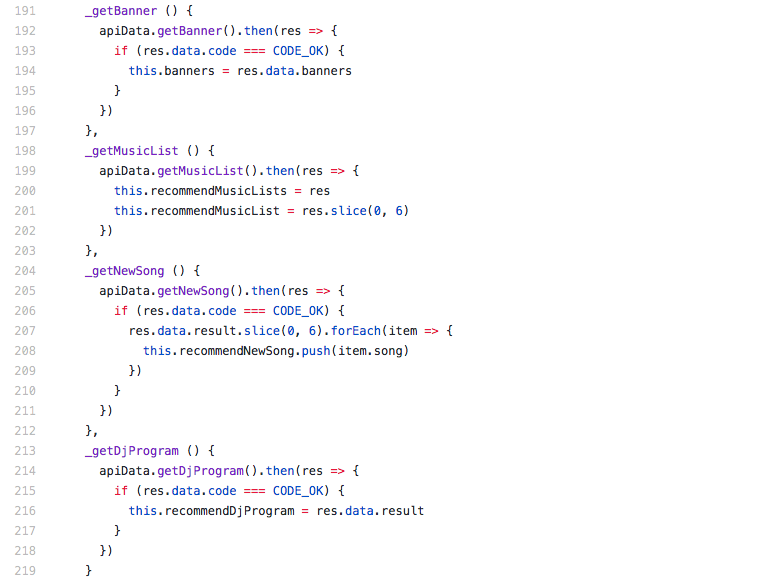 191 _getBanner () {
192 apiData.getBanner().then(res => {
193 if (res.data.code === CODE_OK) {
194 this.banners = res.data.banners
195 }
196 })
197 },
198 _getMusicList () {
199 apiData.getMusicList().then(res => {
200 this.recommendMusicLists = res
201 this.recommendMusicList = res.slice(0, 6)
202 })
203 },
204 _getNewSong () {
205 apiData.getNewSong().then(res => {
206 if (res.data.code === CODE_OK) {
207 res.data.result.slice(0, 6).forEach(item => {
208 this.recommendNewSong.push(item.song)
209 })
210 }
211 })
212 },
213 _getDjProgram () {
214 apiData.getDjProgram().then(res => {
215 if (res.data.code === CODE_OK) {
216 this.recommendDjProgram = res.data.result
217 }
218 })
219 }